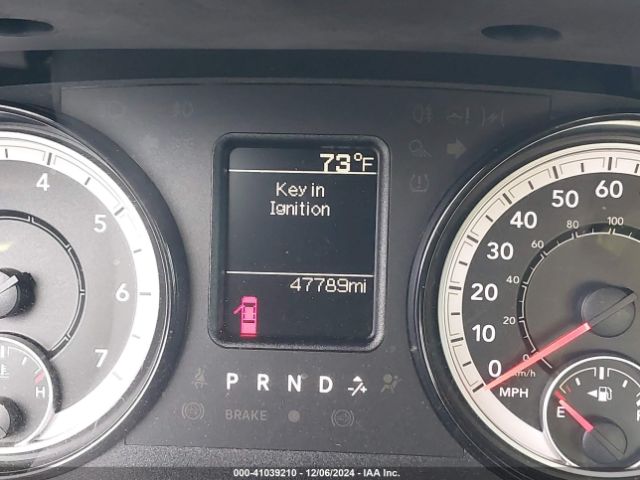 73°F
Key in
Ignition
47789mi
4
5
6
7
H
60
50
40
30
20
0
100
80
60
40
20
0
km/h
MPH
E
F
P R N D
BRAKE
000-41039210 - 12/06/2024 - IAA Inc.